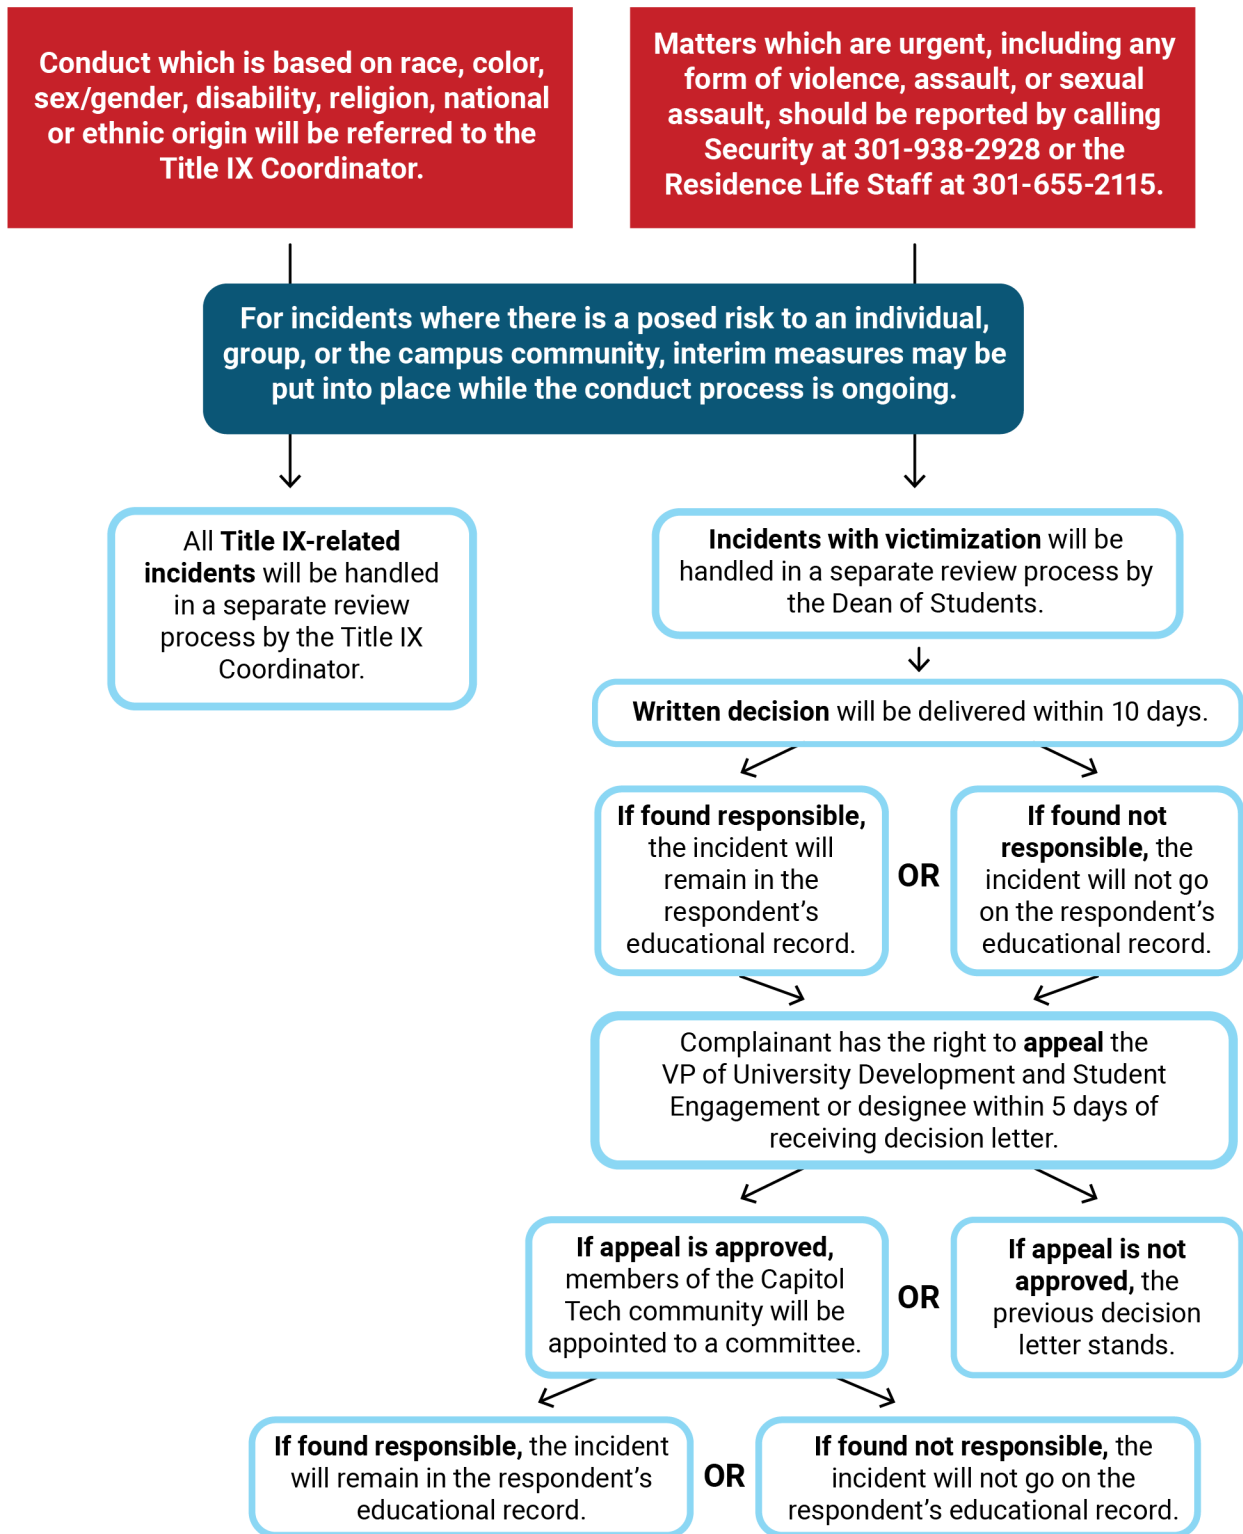 Conduct which is based on race, color,
sex/gender, disability, religion, national
or ethnic origin will be referred to the
Title IX Coordinator.
Matters which are urgent, including any
form of violence, assault, or sexual
assault, should be reported by calling
Security at 301-938-2928 or the
Residence Life Staff at 301-655-2115.
For incidents where there is a posed risk to an individual,
group, or the campus community, interim measures may be
put into place while the conduct process is ongoing.
All Title IX-related
incidents will be handled
in a separate review
process by the Title IX
Coordinator.
Incidents with victimization will be
handled in a separate review process by
the Dean of Students.
Written decision will be delivered within 10 days.
If found responsible,
the incident will
remain in the
respondent’s
educational record.
OR
If found not
responsible, the
incident will not go
on the respondent’s
educational record.
Complainant has the right to appeal the
VP of University Development and Student
Engagement or designee within 5 days of
receiving decision letter.
If appeal is approved,
members of the Capitol
Tech community will be
appointed to a committee.
OR
If appeal is not
approved, the
previous decision
letter stands.
If found responsible, the incident
will remain in the respondent’s
educational record.
OR
If found not responsible, the
incident will not go on the
respondent’s educational record.